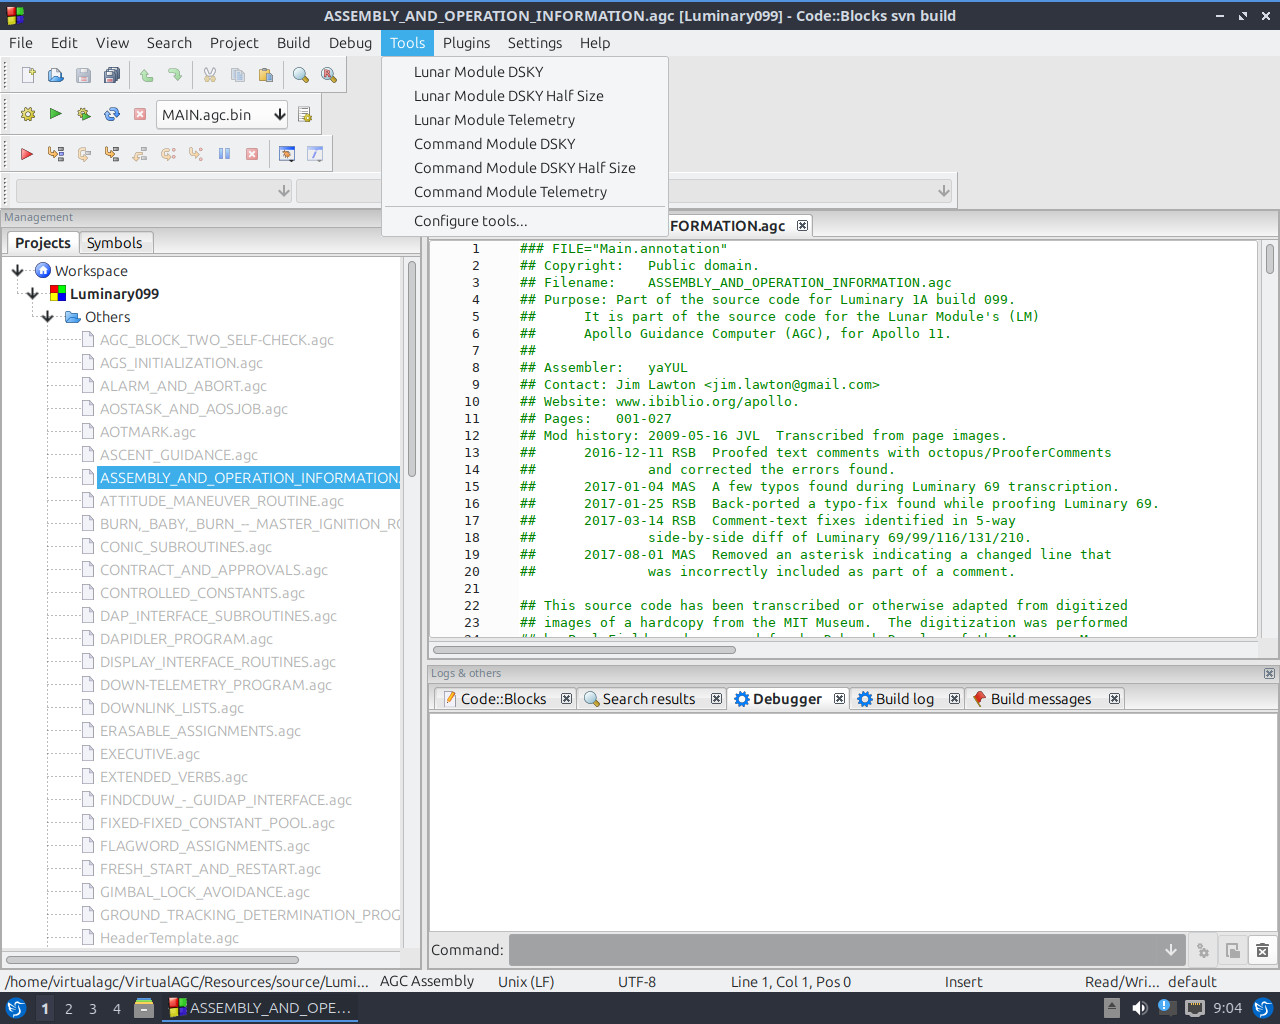 ASSEMBLY_AND_OPERATION_INFORMATION.agc [Luminary099] - Code::Blocks svn build
File Edit View Search Project Build Debug Tools Plugins Settings Help
Lunar Module DSKY
Lunar Module DSKY Half Size
Lunar Module Telemetry
Command Module DSKY
Command Module DSKY Half Size
Command Module Telemetry
Configure tools...
MAIN.agc.bin
Management
Projects Symbols
Workspace
Luminary099
Others
AGC_BLOCK_TWO_SELF-CHECK.agc
AGS_INITIALIZATION.agc
ALARM_AND_ABORT.agc
AOSTASK_AND_AOSJOB.agc
AOTMARK.agc
ASCENT_GUIDANCE.agc
ASSEMBLY_AND_OPERATION_INFORMATION.
ATTITUDE_MANEUVER_ROUTINE.agc
BURN,_BABY,_BURN_--_MASTER_IGNITION_RO
CONIC_SUBROUTINES.agc
CONTRACT_AND_APPROVALS.agc
CONTROLLED_CONSTANTS.agc
DAP_INTERFACE_SUBROUTINES.agc
DAPIDLER_PROGRAM.agc
DISPLAY_INTERFACE_ROUTINES.agc
DOWN-TELEMETRY_PROGRAM.agc
DOWNLINK_LISTS.agc
ERASABLE_ASSIGNMENTS.agc
EXECUTIVE.agc
EXTENDED_VERBS.agc
FINDCDUW_-_GUIDAP_INTERFACE.agc
FIXED-FIXED_CONSTANT_POOL.agc
FLAGWORD_ASSIGNMENTS.agc
FRESH_START_AND_RESTART.agc
GIMBAL_LOCK_AVOIDANCE.agc
GROUND_TRACKING_DETERMINATION_PROG
HeaderTemplate.agc
FORMATION.agc
1 ### FILE="Main.annotation"
2 ## Copyright: Public domain.
3 ## Filename: ASSEMBLY_AND_OPERATION_INFORMATION.agc
4 ## Purpose: Part of the source code for Luminary 1A build 099.
5 ## It is part of the source code for the Lunar Module's (LM)
6 ## Apollo Guidance Computer (AGC), for Apollo 11.
7 ##
8 ## Assembler: yaYUL
9 ## Contact: Jim Lawton <jim.lawton@gmail.com>
10 ## Website: www.ibiblio.org/apollo.
11 ## Pages: 001-027
12 ## Mod history: 2009-05-16 JVL Transcribed from page images.
13 ## 2016-12-11 RSB Proofed text comments with octopus/ProoferComments
14 ## and corrected the errors found.
15 ## 2017-01-04 MAS A few typos found during Luminary 69 transcription.
16 ## 2017-01-25 RSB Back-ported a typo-fix found while proofing Luminary 69.
17 ## 2017-03-14 RSB Comment-text fixes identified in 5-way
18 ## side-by-side diff of Luminary 69/99/116/131/210.
19 ## 2017-08-01 MAS Removed an asterisk indicating a changed line that
20 ## was incorrectly included as part of a comment.
21
22 ## This source code has been transcribed or otherwise adapted from digitized
23 ## images of a hardcopy from the MIT Museum. The digitization was performed
Logs & others
Code::Blocks Search results Debugger Build log Build messages
Command:
/home/virtualagc/VirtualAGC/Resources/source/Lumi... AGC Assembly Unix (LF) UTF-8 Line 1, Col 1, Pos 0 Insert Read/Wri... default
1 2 3 4 ASSEMBLY_AND_OPE... 9:04